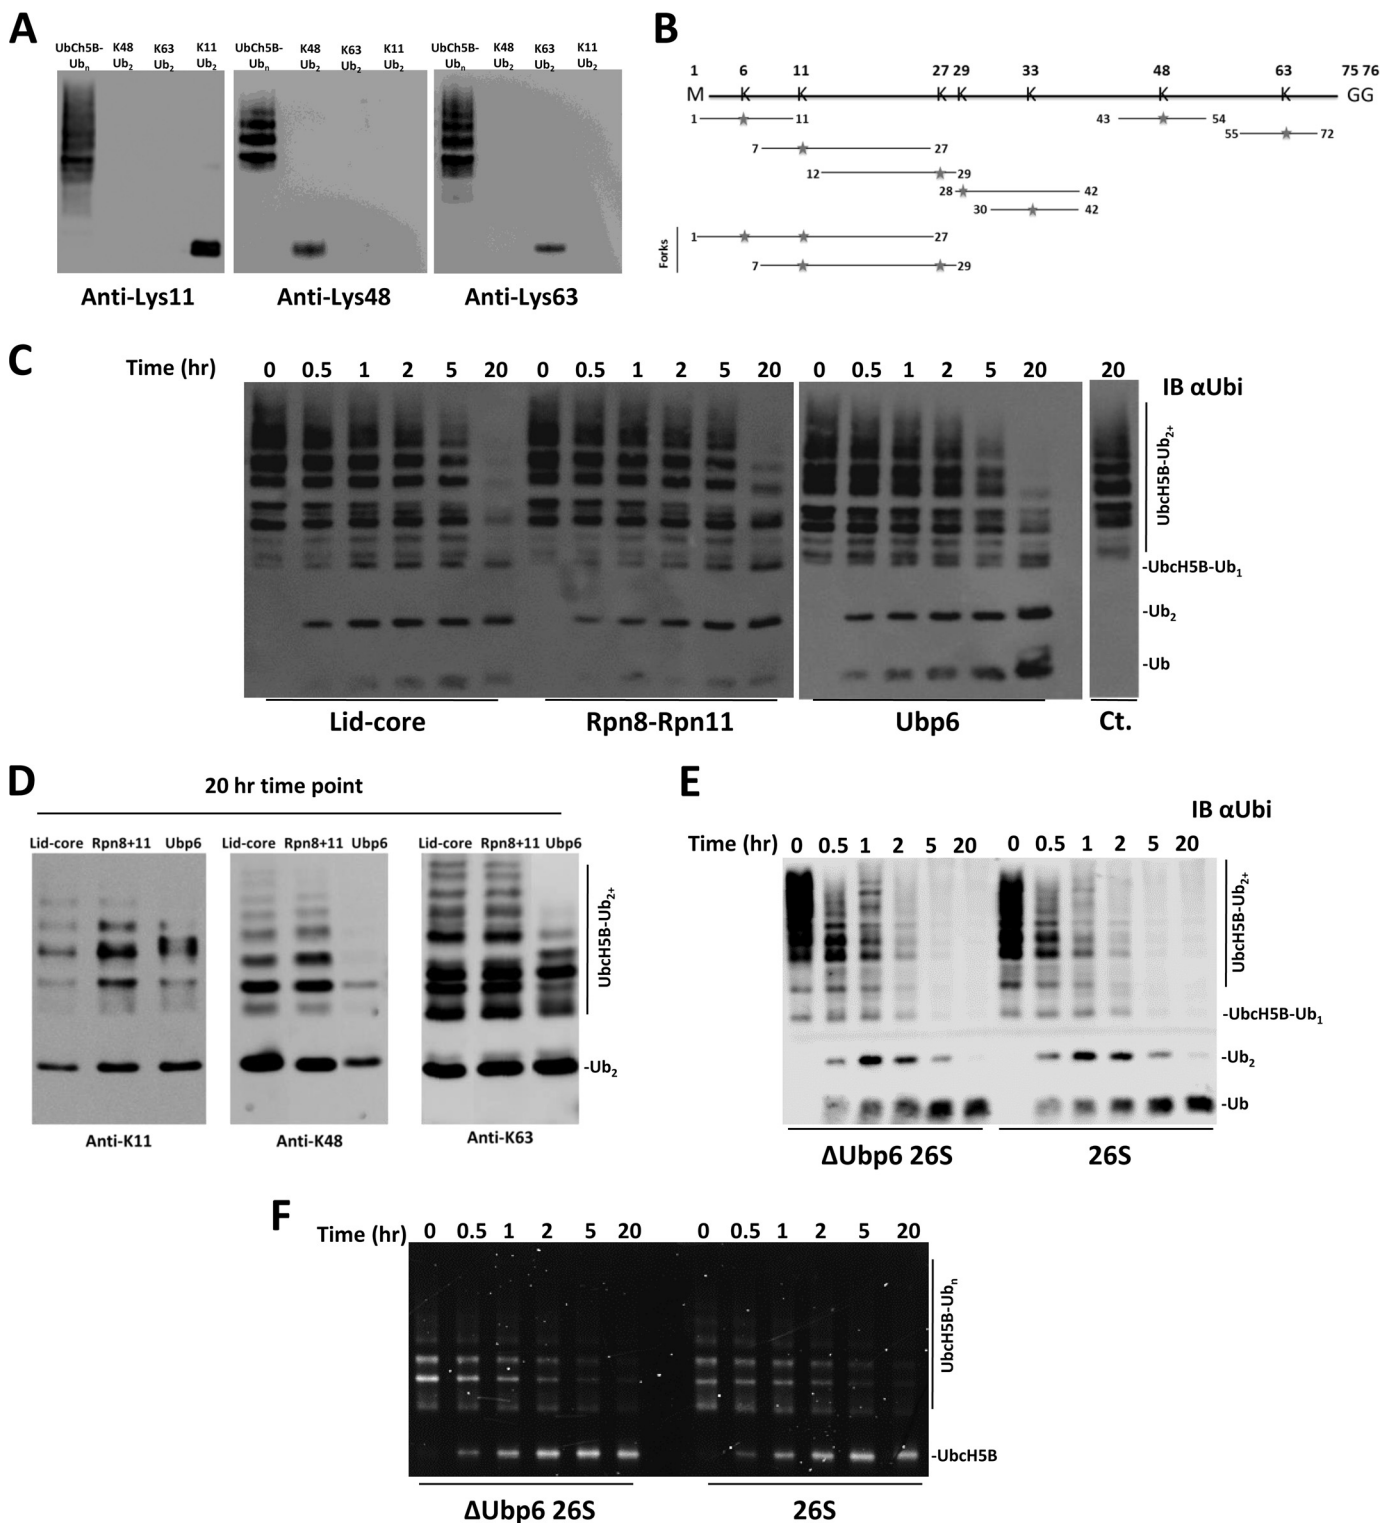 A
UbCh5B-Ubn K48 Ub2 K63 Ub2 K11 Ub2
UbCh5B-Ubn K48 Ub2 K63 Ub2 K11 Ub2
UbCh5B-Ubn K48 Ub2 K63 Ub2 K11 Ub2
Anti-Lys11 Anti-Lys48 Anti-Lys63
B
1 6 11 27 29 33 48 63 75 76
M K K K K K K K GG
1 11 43 54
55 72
7 27
12 29
28 42
30 42
Forks
1 27
7 29
C
Time (hr) 0 0.5 1 2 5 20 0 0.5 1 2 5 20 0 0.5 1 2 5 20 20
IB αUbi
UbcH5B-Ub2+
-UbcH5B-Ub1
-Ub2
-Ub
Lid-core Rpn8-Rpn11 Ubp6 Ct.
D
20 hr time point
Lid-core Rpn8+11 Ubp6 Lid-core Rpn8+11 Ubp6 Lid-core Rpn8+11 Ubp6
UbcH5B-Ub2+
-Ub2
Anti-K11 Anti-K48 Anti-K63
E
IB αUbi
Time (hr) 0 0.5 1 2 5 20 0 0.5 1 2 5 20
UbcH5B-Ub2+
-UbcH5B-Ub1
-Ub2
-Ub
ΔUbp6 26S 26S
F
Time (hr) 0 0.5 1 2 5 20 0 0.5 1 2 5 20
UbcH5B-Ubn
-UbcH5B
ΔUbp6 26S 26S